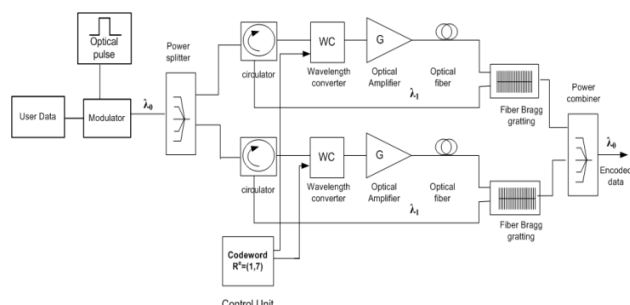 Optical
pulse
User Data
Modulator
λ0
Power
splitter
circulator
WC
Wavelength
converter
G
Optical
Amplifier
Optical
fiber
λ1
Fiber Bragg
gratting
circulator
WC
Wavelength
converter
G
Optical
Amplifier
Optical
fiber
λ1
Fiber Bragg
gratting
Power
combiner
λ0
Encoded
data
Codeword
=(1,7)
Control Unit